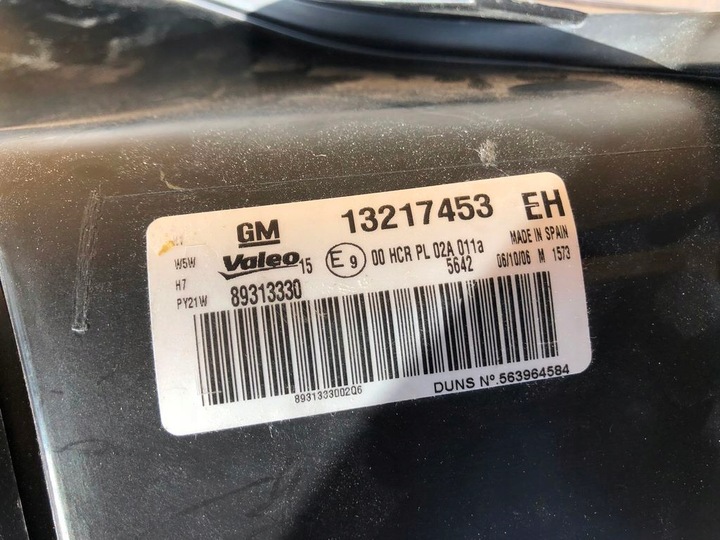 GM 13217453 EH
W5W Valeo 15 E9 00 HCR PL 02A 011a MADE IN SPAIN
H7 5642 06/10/06 M 1573
PY21W 89313330
893133300206
DUNS Nº.563964584